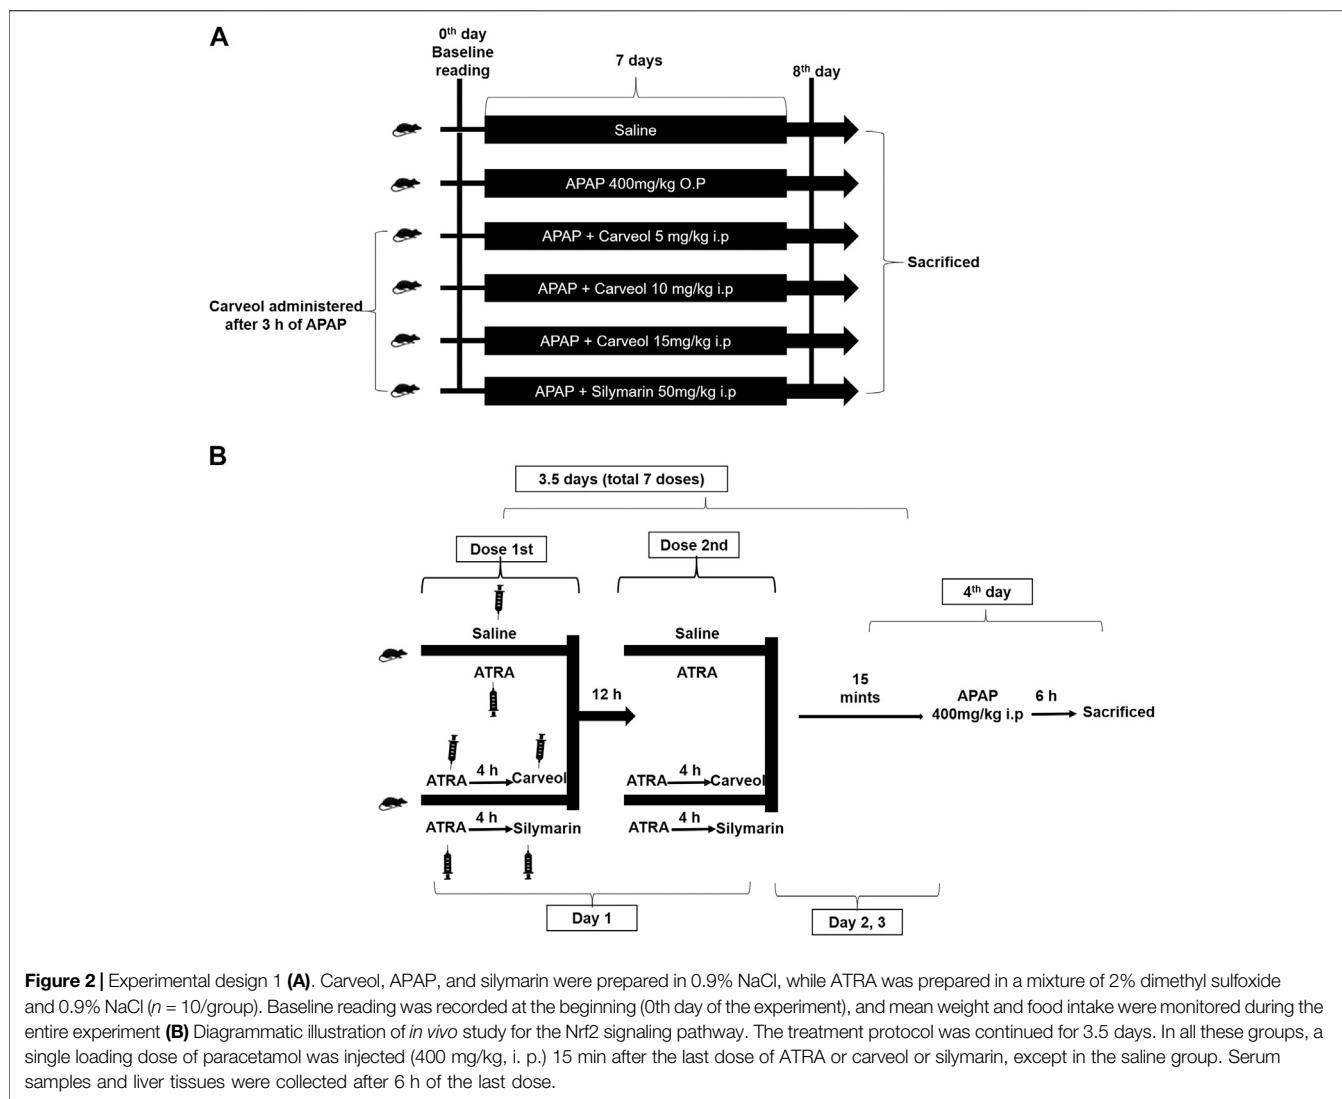 A
0th day
Baseline
reading
7 days
8th day
Saline
APAP 400mg/kg O.P
APAP + Carveol 5 mg/kg i.p
APAP + Carveol 10 mg/kg i.p
APAP + Carveol 15mg/kg i.p
APAP + Silymarin 50mg/kg i.p
Carveol administered
after 3 h of APAP
Sacrificed
B
3.5 days (total 7 doses)
Dose 1st
Dose 2nd
4th day
Saline
ATRA
12 h
Saline
ATRA
15
mints
APAP
400mg/kg i.p
6 h
Sacrificed
ATRA
4 h
Carveol
ATRA
4 h
Silymarin
ATRA
4 h
Carveol
ATRA
4 h
Silymarin
Day 1
Day 2, 3
Figure 2 | Experimental design 1 (A). Carveol, APAP, and silymarin were prepared in 0.9% NaCl, while ATRA was prepared in a mixture of 2% dimethyl sulfoxide
and 0.9% NaCl (n = 10/group). Baseline reading was recorded at the beginning (0th day of the experiment), and mean weight and food intake were monitored during the
entire experiment (B) Diagrammatic illustration of in vivo study for the Nrf2 signaling pathway. The treatment protocol was continued for 3.5 days. In all these groups, a
single loading dose of paracetamol was injected (400 mg/kg, i. p.) 15 min after the last dose of ATRA or carveol or silymarin, except in the saline group. Serum
samples and liver tissues were collected after 6 h of the last dose.